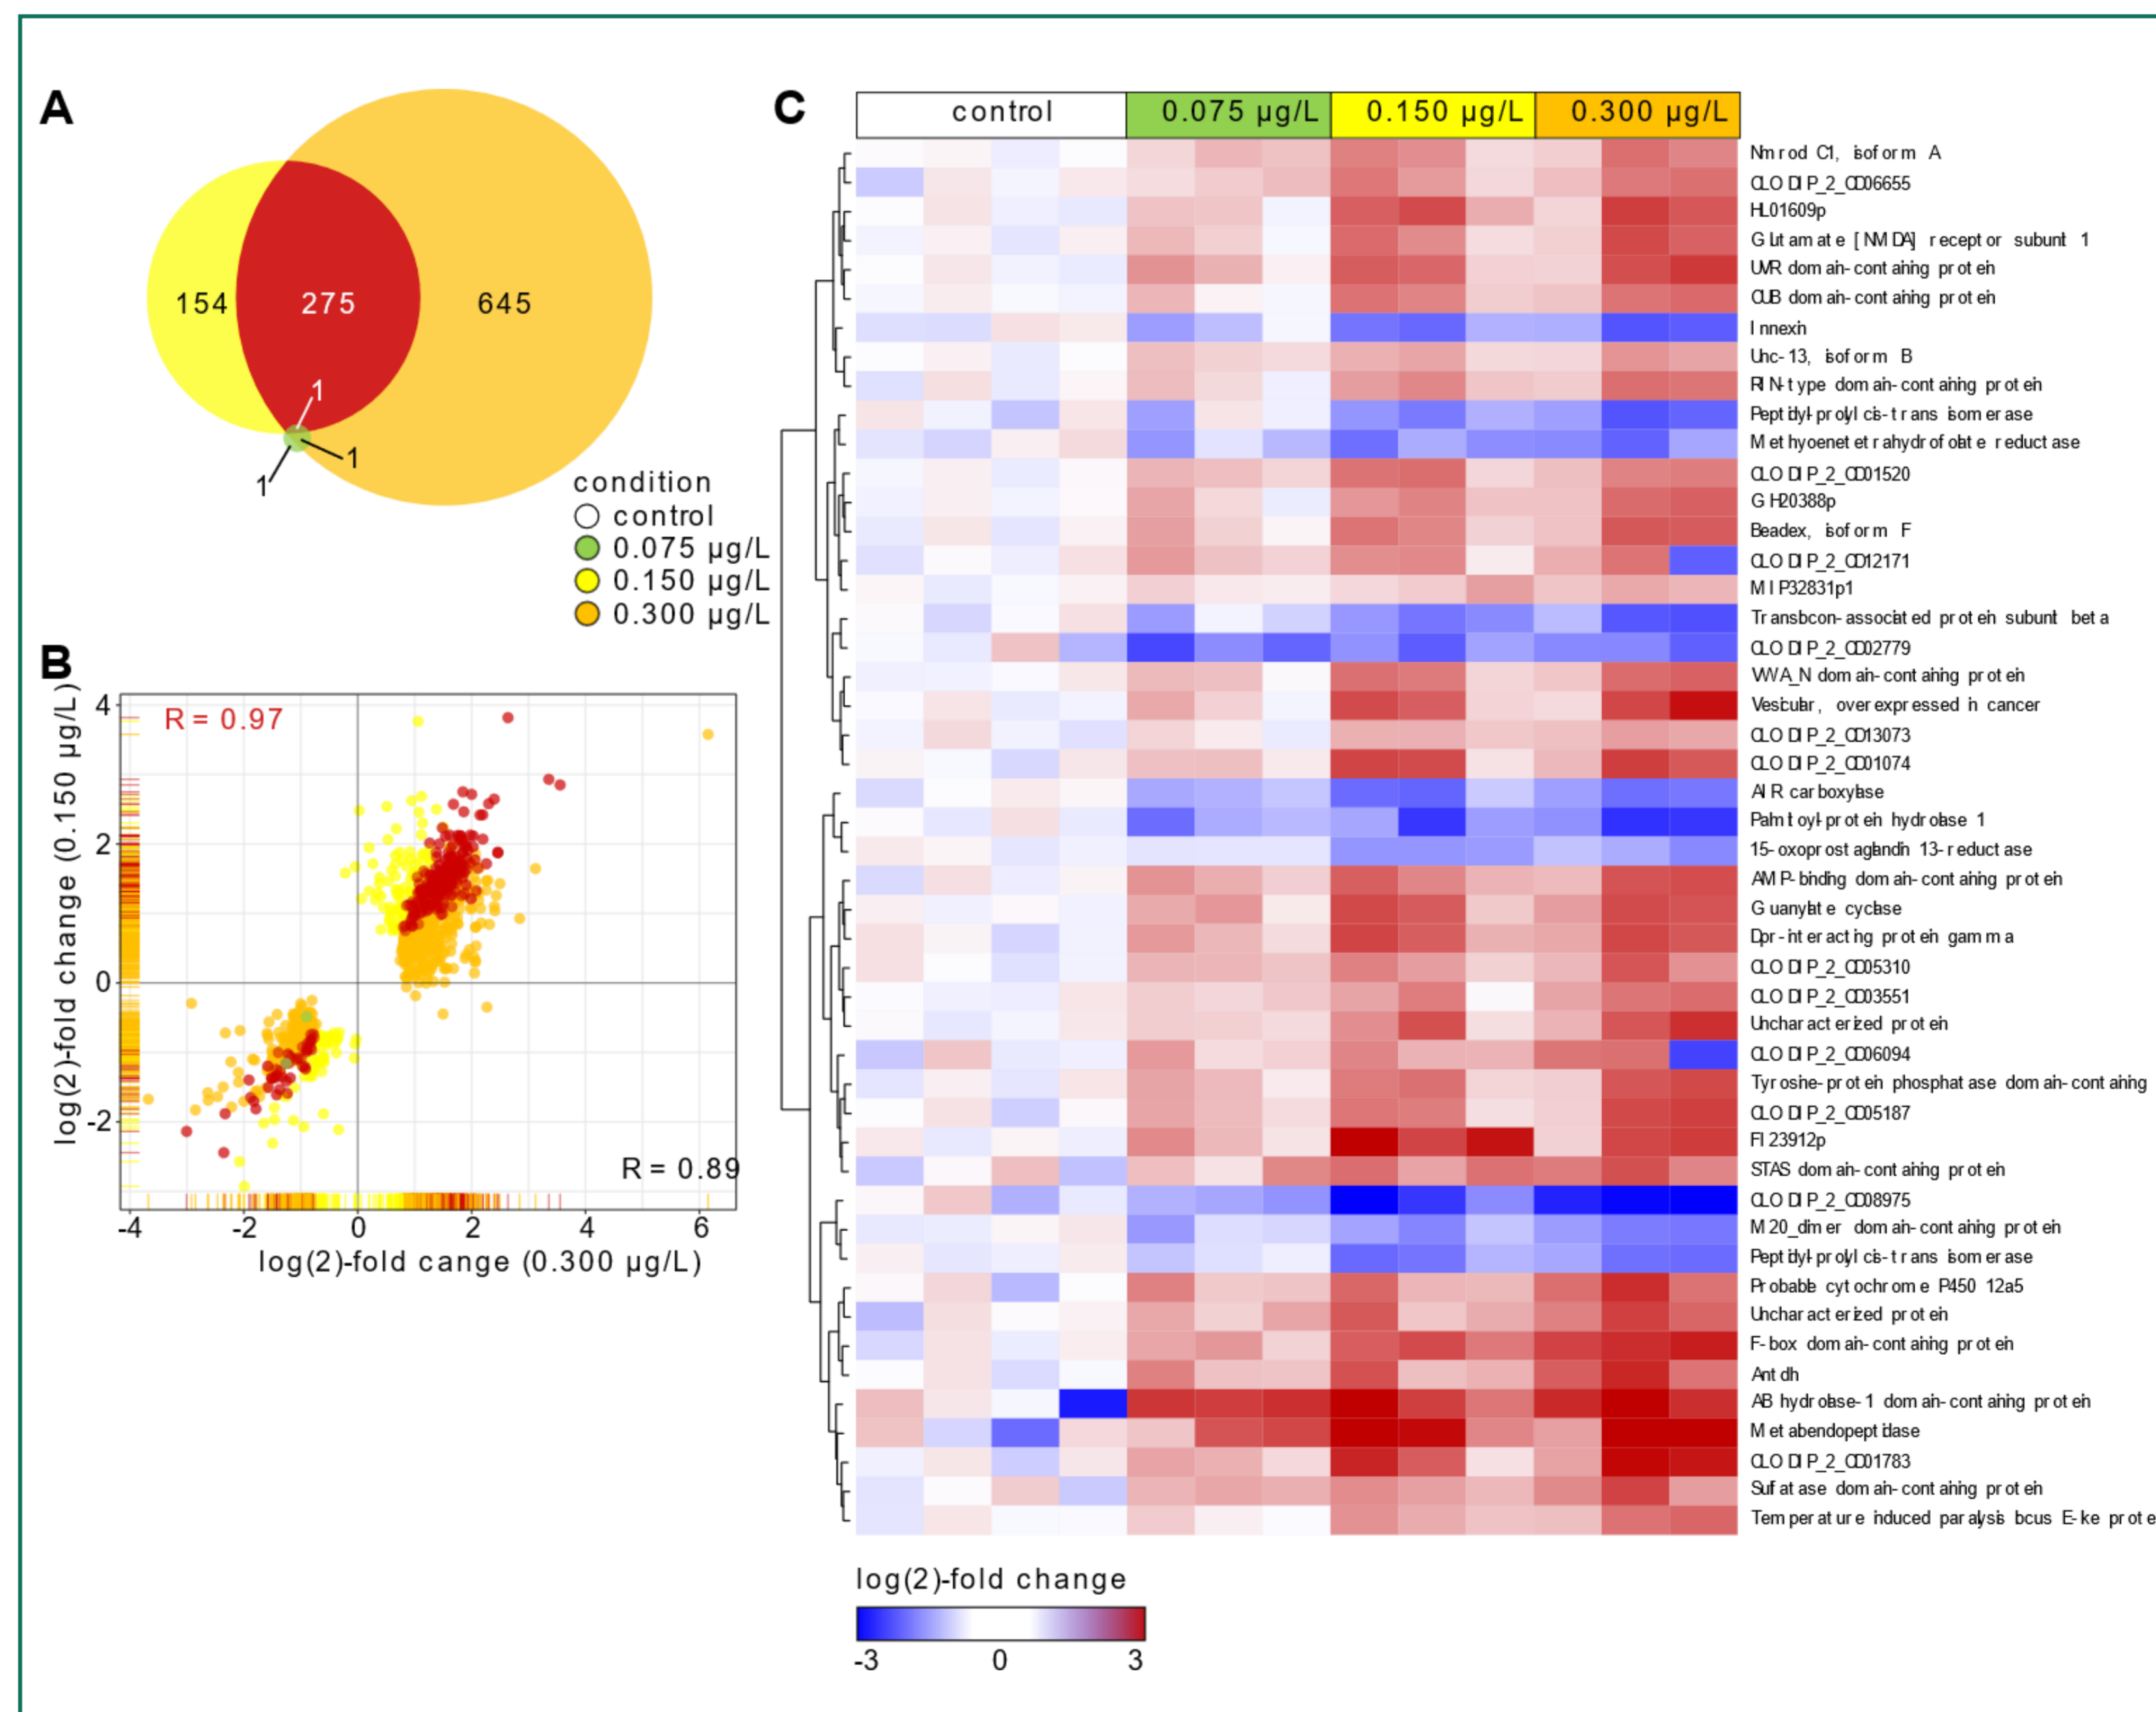 A
154
275
645
1
1
1
condition
control
0.075 µg/L
0.150 µg/L
0.300 µg/L
B
R = 0.97
R = 0.89
4
2
0
-2
-4
-2
0
2
4
6
log(2)-fold change (0.150 µg/L)
log(2)-fold cange (0.300 µg/L)
C
control
0.075 µg/L
0.150 µg/L
0.300 µg/L
Nmrod C1, isoform A
CLODIP_2_CD06655
HL01609p
Glutamate [NMDA] receptor subunit 1
UVR domain-containing protein
CUB domain-containing protein
Innexin
Unc-13, isoform B
RIN-type domain-containing protein
Peptidyl-prolyl cis-trans isomerase
Methyoenetetrahydrofolate reductase
CLODIP_2_CD01520
GH20388p
Beadex, isoform F
CLODIP_2_CD12171
MIP32831p1
Translocon-associated protein subunit beta
CLODIP_2_CD02779
VWA_N domain-containing protein
Vesicular, overexpressed in cancer
CLODIP_2_CD13073
CLODIP_2_CD01074
AIR carboxylase
Palmitoyl-protein hydrolase 1
15-oxoprostaglandin 13-reductase
AMP-binding domain-containing protein
Guanylate cyclase
Dpr-interacting protein gamma
CLODIP_2_CD05310
CLODIP_2_CD03551
Uncharacterized protein
CLODIP_2_CD06094
Tyrosine-protein phosphatase domain-containing
CLODIP_2_CD05187
FI23912p
STAS domain-containing protein
CLODIP_2_CD08975
M20_dimer domain-containing protein
Peptidyl-prolyl cis-trans isomerase
Probable cytochrome P450 12a5
Uncharacterized protein
F-box domain-containing protein
Antdh
AB hydrolase-1 domain-containing protein
Metabendopeptidase
CLODIP_2_CD01783
Sulfatase domain-containing protein
Temperature induced paralysis locus E-ke prote
log(2)-fold change
-3
0
3